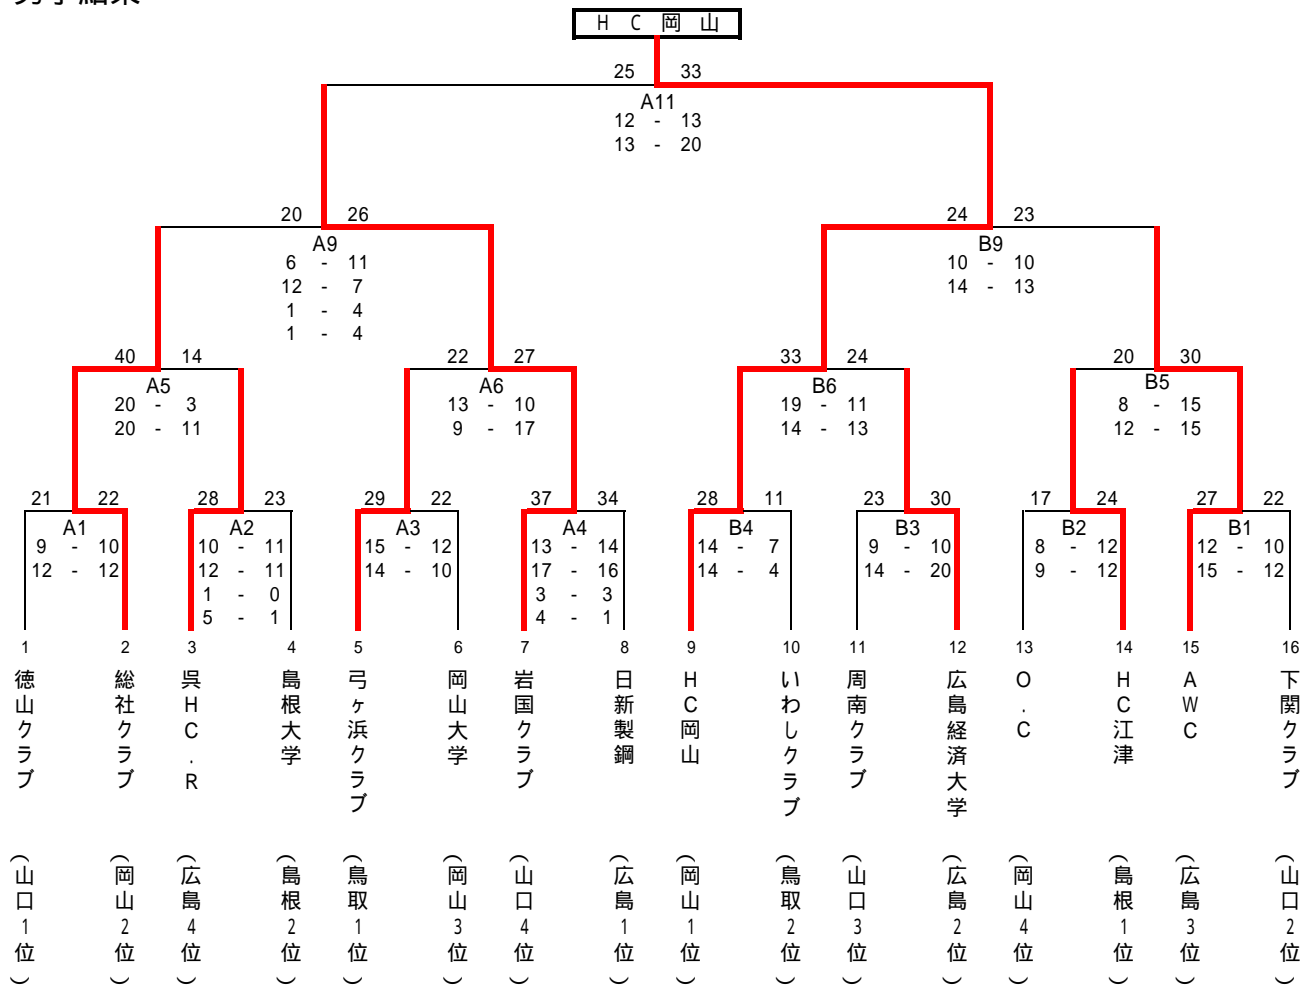 HC岡山
25 33
A11
12 - 13
13 - 20
20 26
A9
6 - 11
12 - 7
1 - 4
1 - 4
24 23
B9
10 - 10
14 - 13
40 14
A5
20 - 3
20 - 11
22 27
A6
13 - 10
9 - 17
33 24
B6
19 - 11
14 - 13
20 30
B5
8 - 15
12 - 15
21 22
A1
9 - 10
12 - 12
28 23
A2
10 - 11
12 - 11
1 - 0
5 - 1
29 22
A3
15 - 12
14 - 10
37 34
A4
13 - 14
17 - 16
3 - 3
4 - 1
28 11
B4
14 - 7
14 - 4
23 30
B3
9 - 10
14 - 20
17 24
B2
8 - 12
9 - 12
27 22
B1
12 - 10
15 - 12
1
徳山クラブ
(山口1位)
2
総社クラブ
(岡山2位)
3
呉HC.R
(広島4位)
4
島根大学
(島根2位)
5
弓ヶ浜クラブ
(鳥取1位)
6
岡山大学
(岡山3位)
7
岩国クラブ
(山口4位)
8
日新製鋼
(広島1位)
9
HC岡山
(岡山1位)
10
いわしクラブ
(鳥取2位)
11
周南クラブ
(山口3位)
12
広島経済大学
(広島2位)
13
O.C
(岡山4位)
14
HC江津
(島根1位)
15
AWC
(広島3位)
16
下関クラブ
(山口2位)